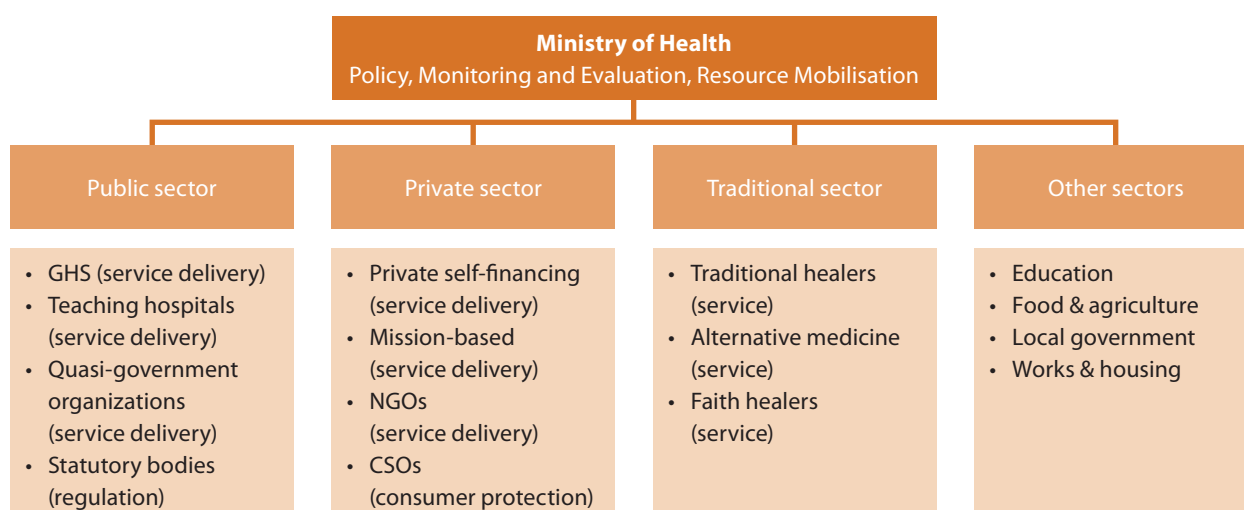 Ministry of Health
Policy, Monitoring and Evaluation, Resource Mobilisation
Public sector
Private sector
Traditional sector
Other sectors
• GHS (service delivery)
• Teaching hospitals
(service delivery)
• Quasi-government
organizations
(service delivery)
• Statutory bodies
(regulation)
• Private self-financing
(service delivery)
• Mission-based
(service delivery)
• NGOs
(service delivery)
• CSOs
(consumer protection)
• Traditional healers
(service)
• Alternative medicine
(service)
• Faith healers
(service)
• Education
• Food & agriculture
• Local government
• Works & housing